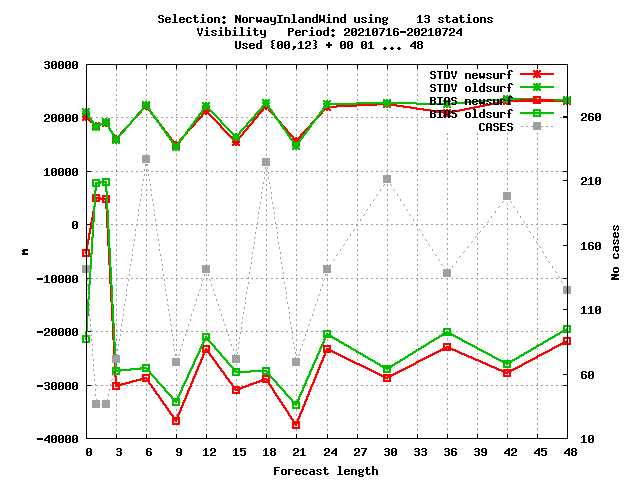 Selection: NorwayInlandWind using    13 stations
Visibility   Period: 20210716-20210724
Used {00,12} + 00 01 ... 48
STDV newsurf
STDV oldsurf
BIAS newsurf
BIAS oldsurf
CASES
30000
20000
10000
0
-10000
-20000
-30000
-40000
m
260
210
160
110
60
10
No cases
0 3 6 9 12 15 18 21 24 27 30 33 36 39 42 45 48
Forecast length